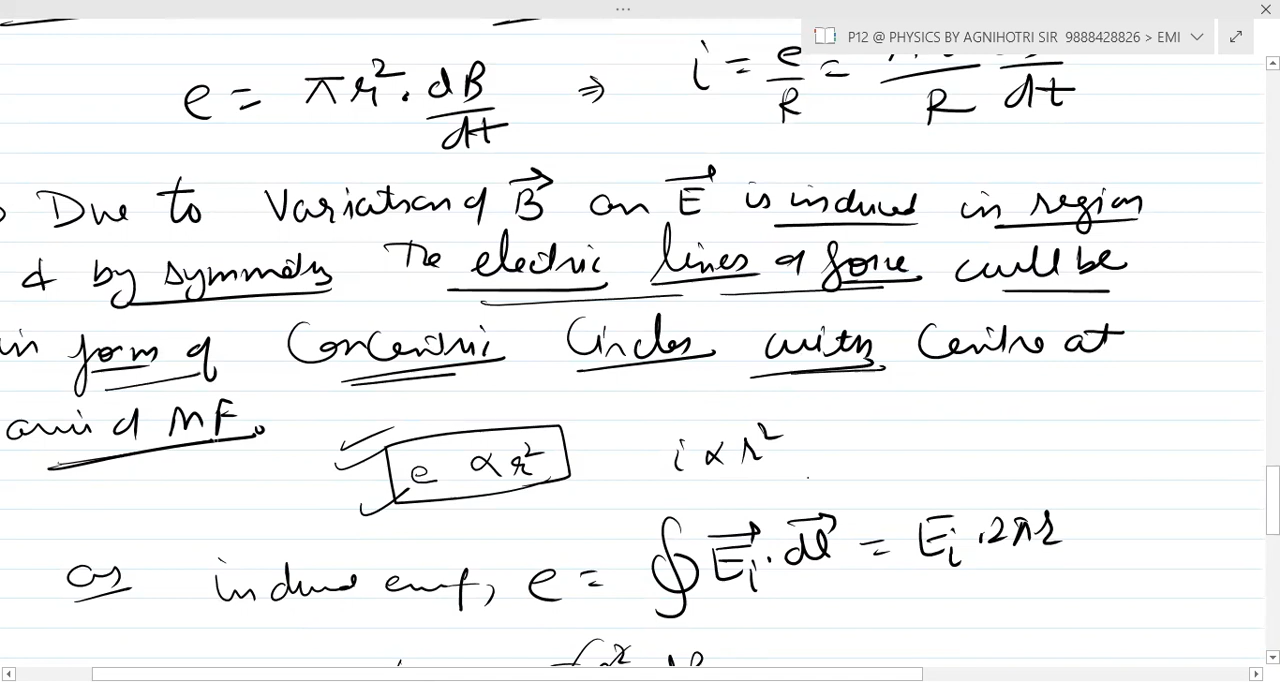 P12 @ PHYSICS BY AGNIHOTRI SIR 9888428826 > EMI
e = πr². dB/dt ⇒ i = e/R = /R dt
Due to Variation of B⃗ an E⃗ is induced in region
& by symmetry The electric lines of force will be
in form of Concentric Circles with Centre at
axis of MF.
e ∝ r² i ∝ r²
as induced emf, e = ∮ E⃗i . dl⃗ = Ei . 2πr